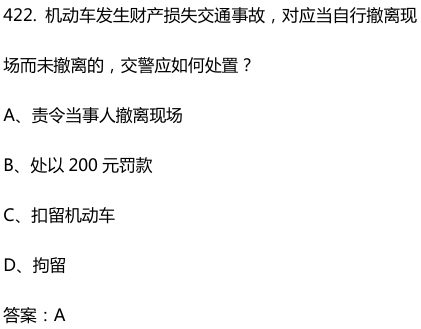 422. 机动车发生财产损失交通事故，对应当自行撤离现
场而未撤离的，交警应如何处置？
A、责令当事人撤离现场
B、处以 200 元罚款
C、扣留机动车
D、拘留
答案：A